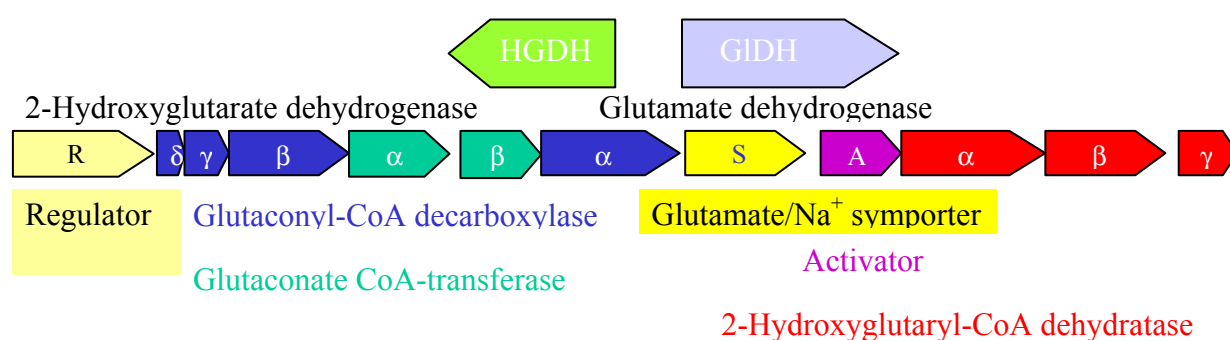 HGDH GlDH
2-Hydroxyglutarate dehydrogenase Glutamate dehydrogenase
R δ γ β α β α S A α β γ
Regulator Glutaconyl-CoA decarboxylase Glutamate/Na⁺ symporter
Activator
Glutaconate CoA-transferase
2-Hydroxyglutaryl-CoA dehydratase